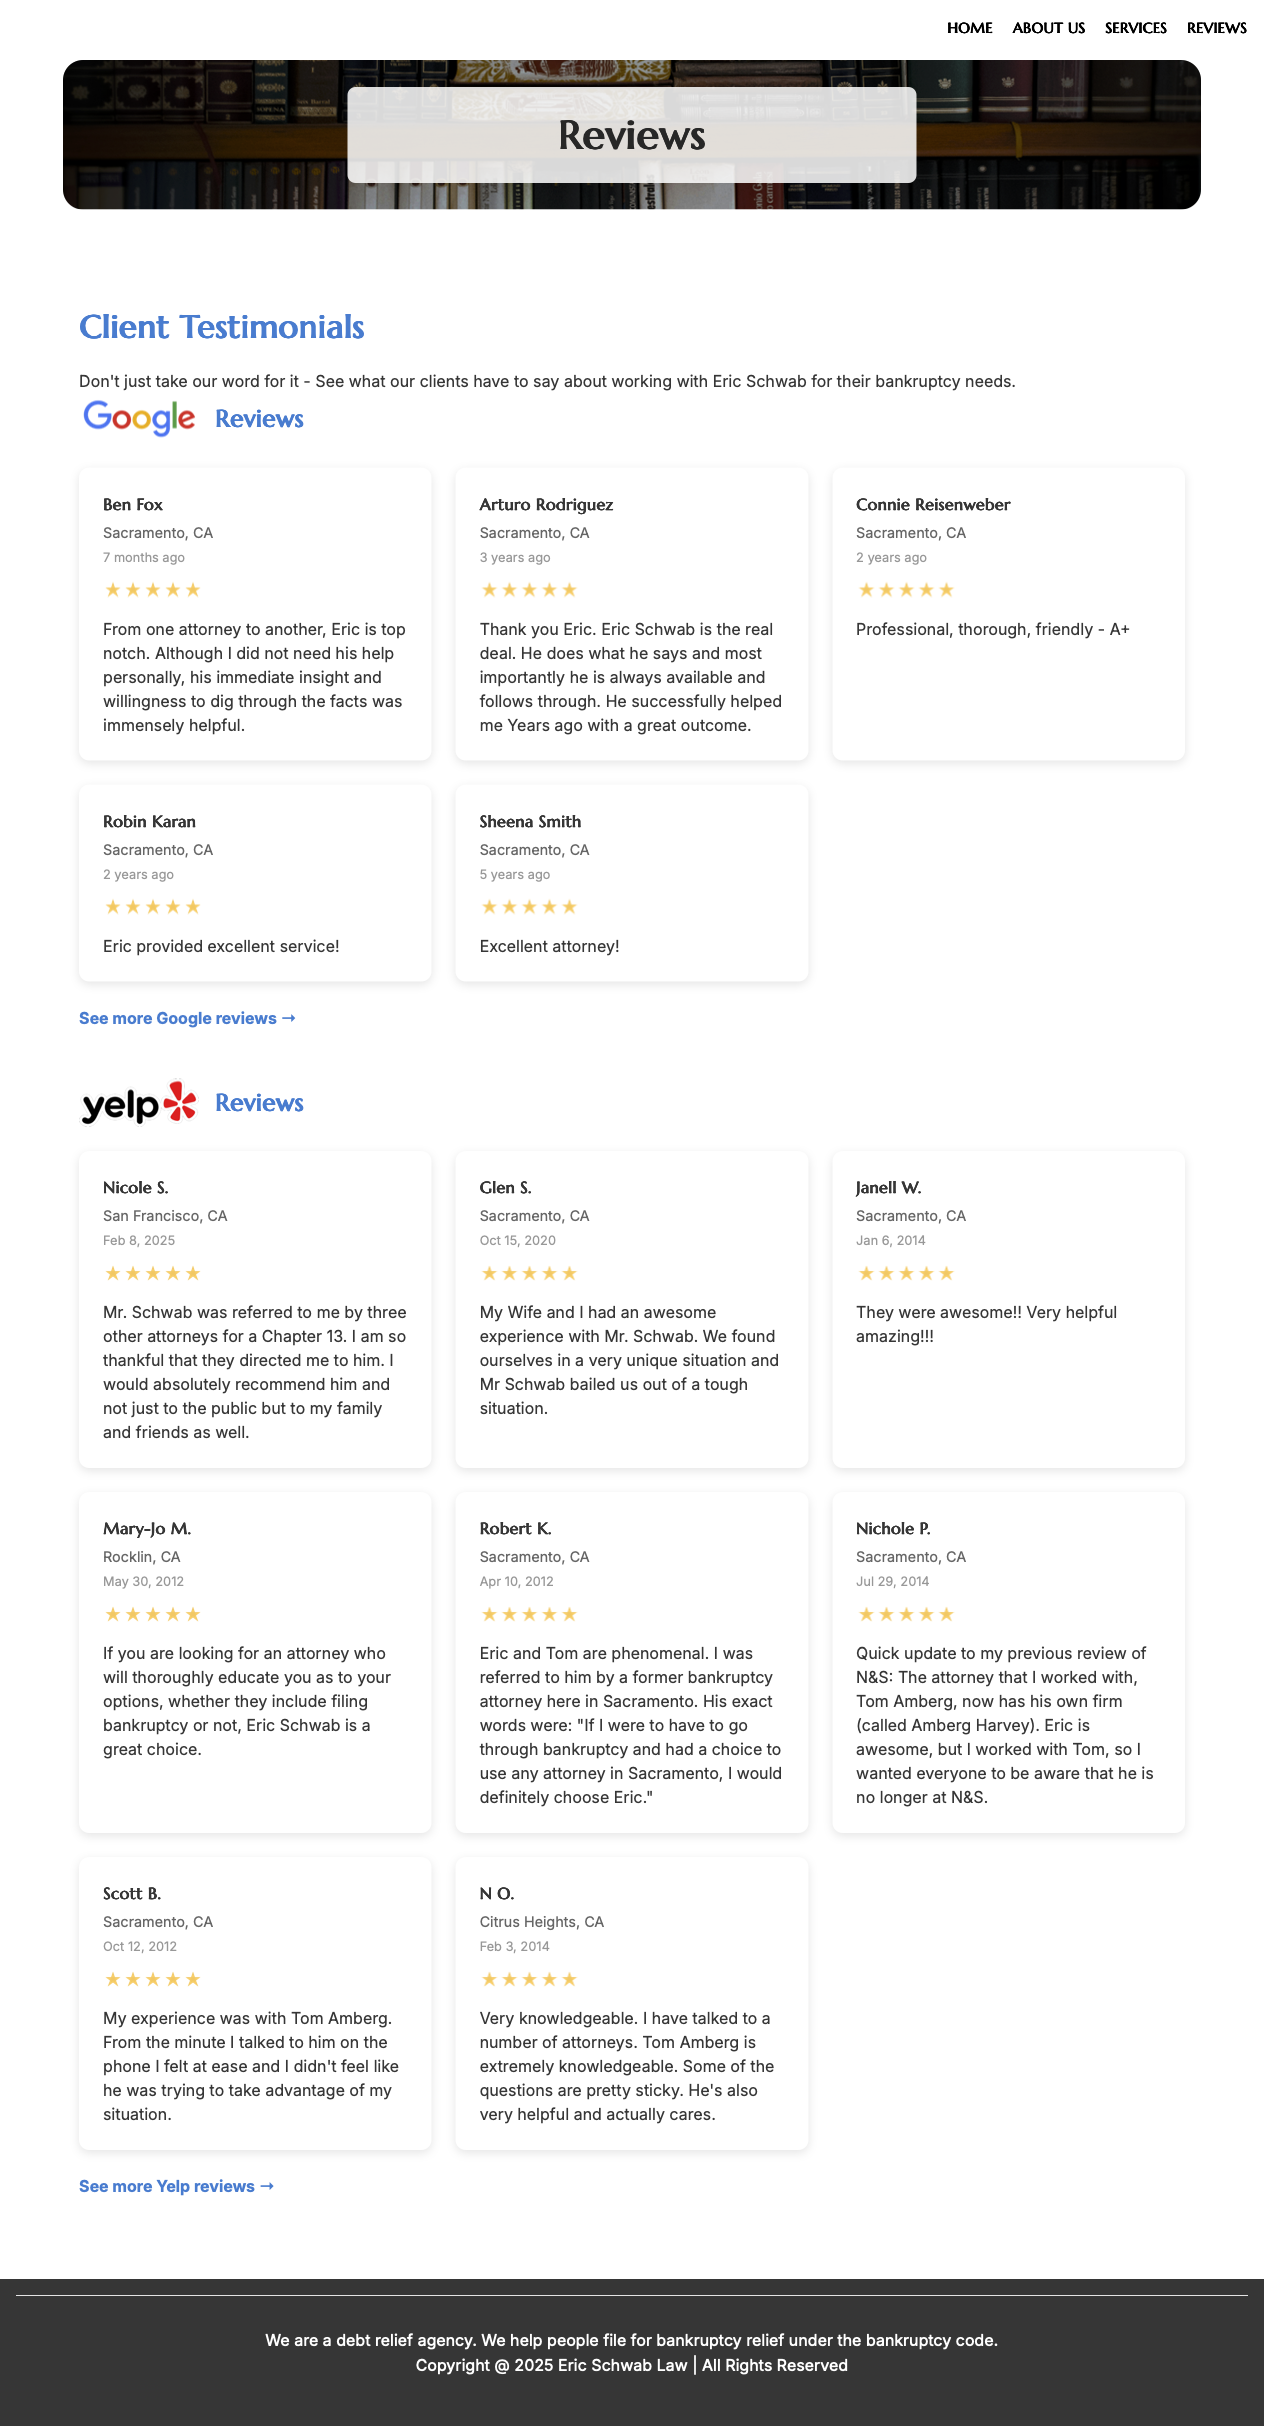 HOME ABOUT US SERVICES REVIEWS
Reviews
Client Testimonials
Don't just take our word for it - See what our clients have to say about working with Eric Schwab for their bankruptcy needs.
Google Reviews
Ben Fox
Sacramento, CA
7 months ago
★★★★★
From one attorney to another, Eric is top
notch. Although I did not need his help
personally, his immediate insight and
willingness to dig through the facts was
immensely helpful.
Arturo Rodriguez
Sacramento, CA
3 years ago
★★★★★
Thank you Eric. Eric Schwab is the real
deal. He does what he says and most
importantly he is always available and
follows through. He successfully helped
me Years ago with a great outcome.
Connie Reisenweber
Sacramento, CA
2 years ago
★★★★★
Professional, thorough, friendly - A+
Robin Karan
Sacramento, CA
2 years ago
★★★★★
Eric provided excellent service!
Sheena Smith
Sacramento, CA
5 years ago
★★★★★
Excellent attorney!
See more Google reviews →
yelp Reviews
Nicole S.
San Francisco, CA
Feb 8, 2025
★★★★★
Mr. Schwab was referred to me by three
other attorneys for a Chapter 13. I am so
thankful that they directed me to him. I
would absolutely recommend him and
not just to the public but to my family
and friends as well.
Glen S.
Sacramento, CA
Oct 15, 2020
★★★★★
My Wife and I had an awesome
experience with Mr. Schwab. We found
ourselves in a very unique situation and
Mr Schwab bailed us out of a tough
situation.
Janell W.
Sacramento, CA
Jan 6, 2014
★★★★★
They were awesome!! Very helpful
amazing!!!
Mary-Jo M.
Rocklin, CA
May 30, 2012
★★★★★
If you are looking for an attorney who
will thoroughly educate you as to your
options, whether they include filing
bankruptcy or not, Eric Schwab is a
great choice.
Robert K.
Sacramento, CA
Apr 10, 2012
★★★★★
Eric and Tom are phenomenal. I was
referred to him by a former bankruptcy
attorney here in Sacramento. His exact
words were: "If I were to have to go
through bankruptcy and had a choice to
use any attorney in Sacramento, I would
definitely choose Eric."
Nichole P.
Sacramento, CA
Jul 29, 2014
★★★★★
Quick update to my previous review of
N&S: The attorney that I worked with,
Tom Amberg, now has his own firm
(called Amberg Harvey). Eric is
awesome, but I worked with Tom, so I
wanted everyone to be aware that he is
no longer at N&S.
Scott B.
Sacramento, CA
Oct 12, 2012
★★★★★
My experience was with Tom Amberg.
From the minute I talked to him on the
phone I felt at ease and I didn't feel like
he was trying to take advantage of my
situation.
N O.
Citrus Heights, CA
Feb 3, 2014
★★★★★
Very knowledgeable. I have talked to a
number of attorneys. Tom Amberg is
extremely knowledgeable. Some of the
questions are pretty sticky. He's also
very helpful and actually cares.
See more Yelp reviews →
We are a debt relief agency. We help people file for bankruptcy relief under the bankruptcy code.
Copyright @ 2025 Eric Schwab Law | All Rights Reserved